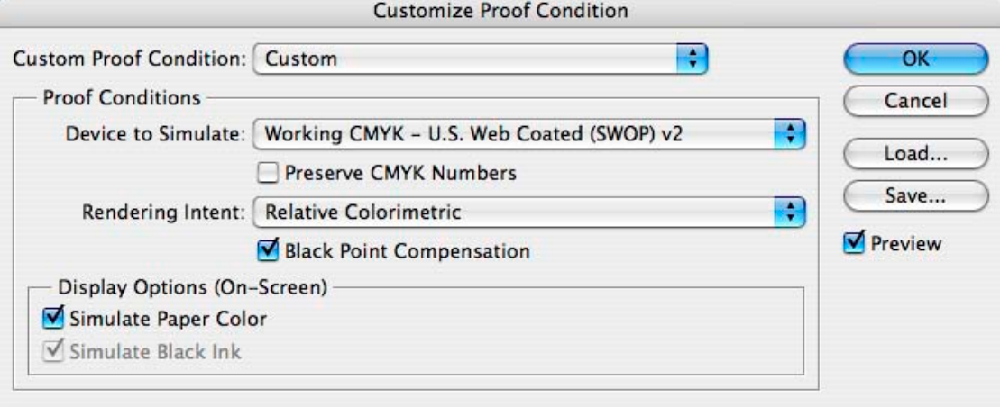 Customize Proof Condition
Custom Proof Condition: Custom
OK
Proof Conditions
Cancel
Device to Simulate: Working CMYK – U.S. Web Coated (SWOP) v2
Load...
Preserve CMYK Numbers
Save...
Rendering Intent: Relative Colorimetric
Black Point Compensation
Preview
Display Options (On-Screen)
Simulate Paper Color
Simulate Black Ink